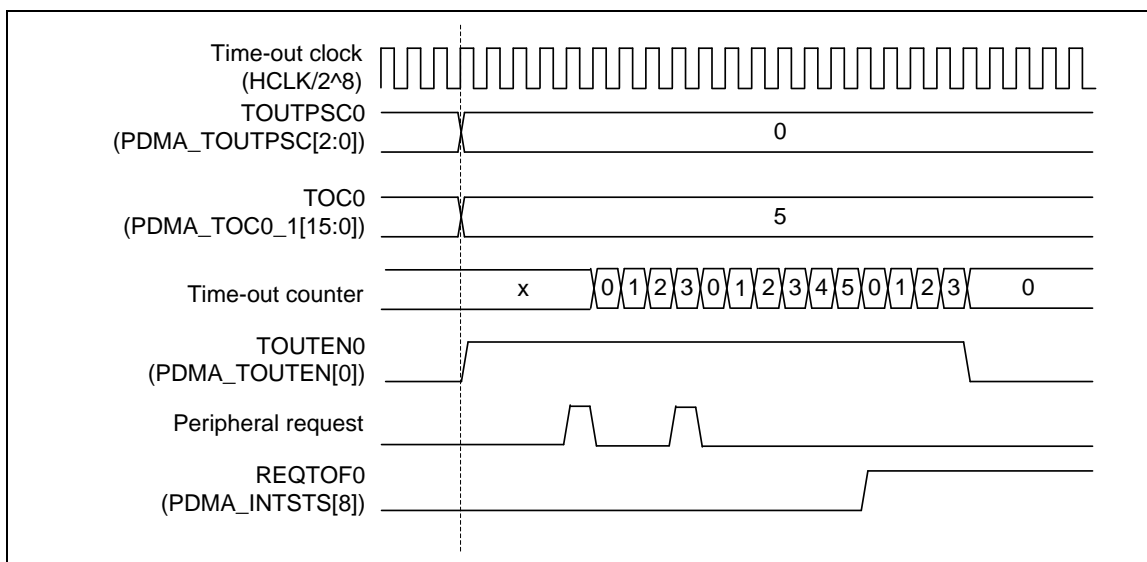 Time-out clock
(HCLK/2^8)
TOUTPSC0
(PDMA_TOUTPSC[2:0])
0
TOC0
(PDMA_TOC0_1[15:0])
5
Time-out counter
x 0 1 2 3 0 1 2 3 4 5 0 1 2 3 0
TOUTEN0
(PDMA_TOUTEN[0])
Peripheral request
REQTOF0
(PDMA_INTSTS[8])